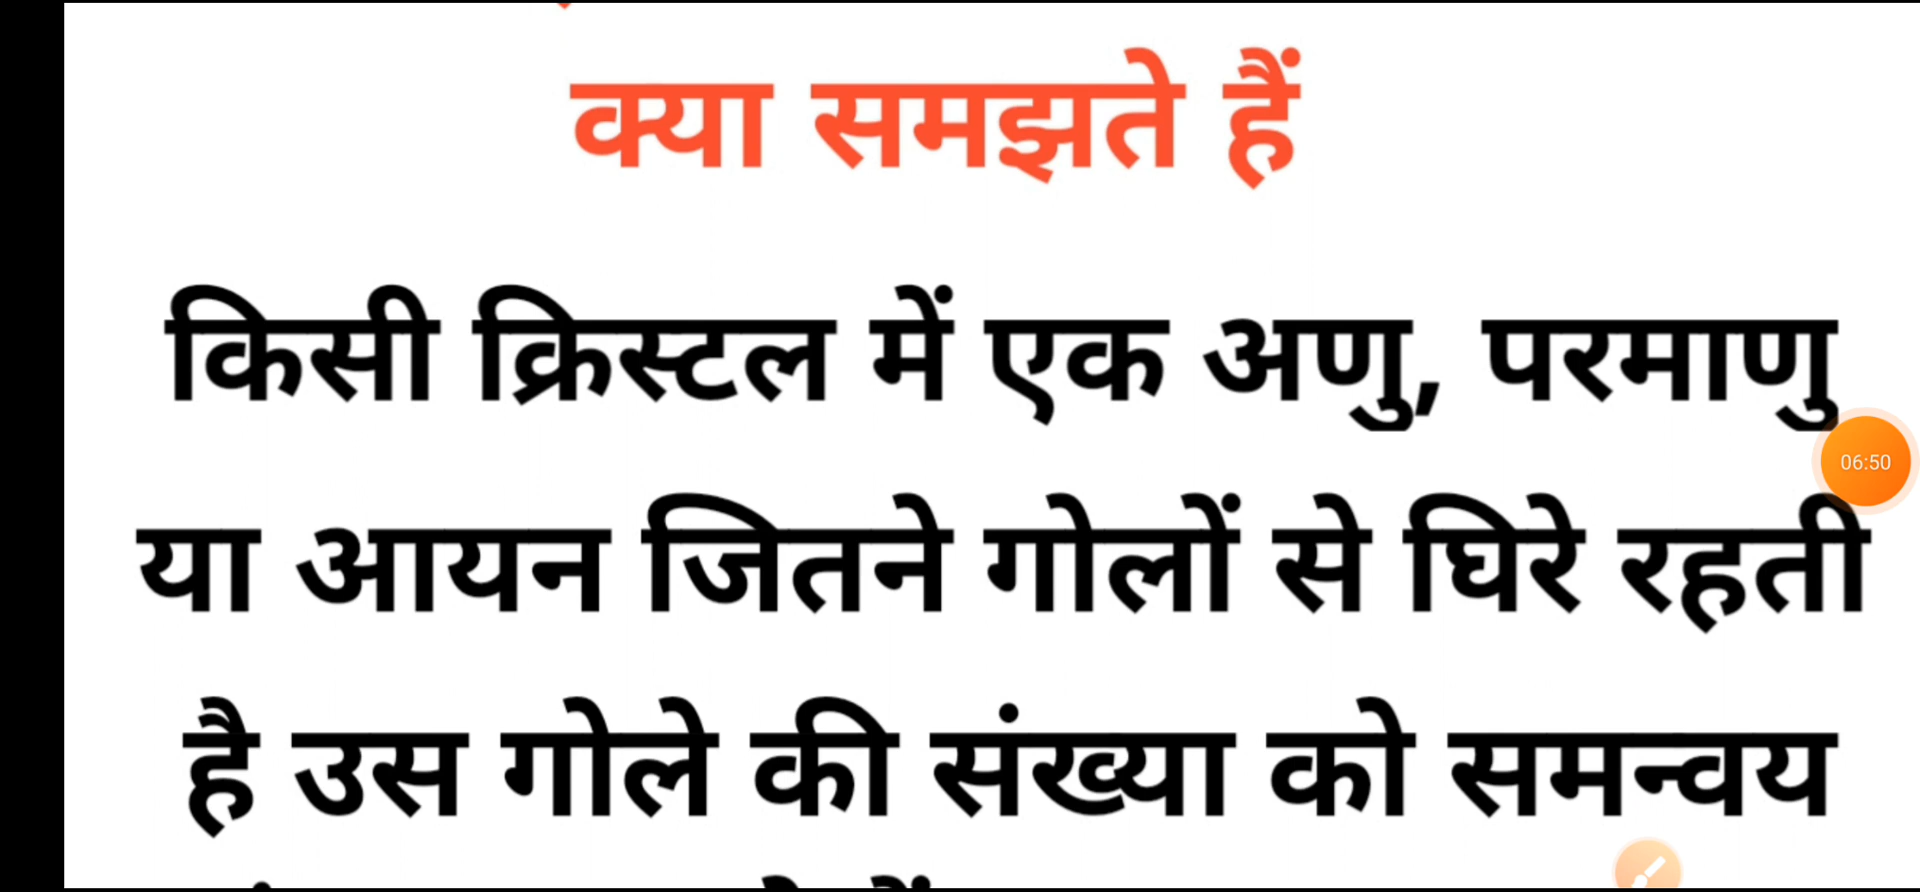 क्या समझते हैं
किसी क्रिस्टल में एक अणु, परमाणु
06:50
या आयन जितने गोलों से घिरे रहती
है उस गोले की संख्या को समन्वय